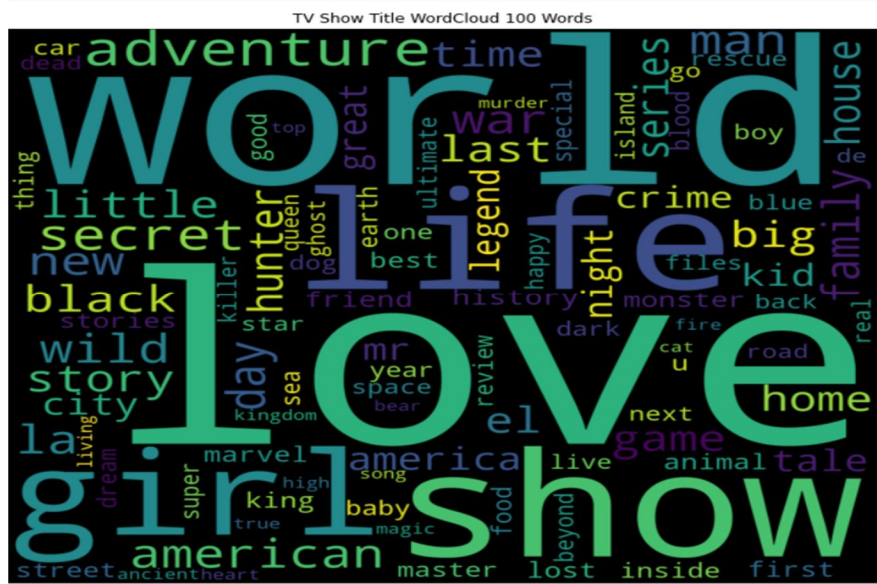 TV Show Title WordCloud 100 Words
car
dead
adventure
time
man
rescue
go
series
house
world
good
top
great
murder
war
last
ultimate
special
island
blood
boy
de
thing
little
secret
new
black
stories
hunter
queen
ghost
dog
killer
star
friend
life
earth
one
best
legend
history
happy
night
crime
blue
big
files
kid
monster
back
family
real
love
wild
story
city
day
sea
kingdom
mr
year
space
bear
review
dark
fire
cat
u
road
home
next
el
la
living
dream
girl
super
marvel
high
king
true
america
song
baby
magic
food
live
game
animal
tale
show
beyond
american
street
ancient
heart
master
lost
inside
first